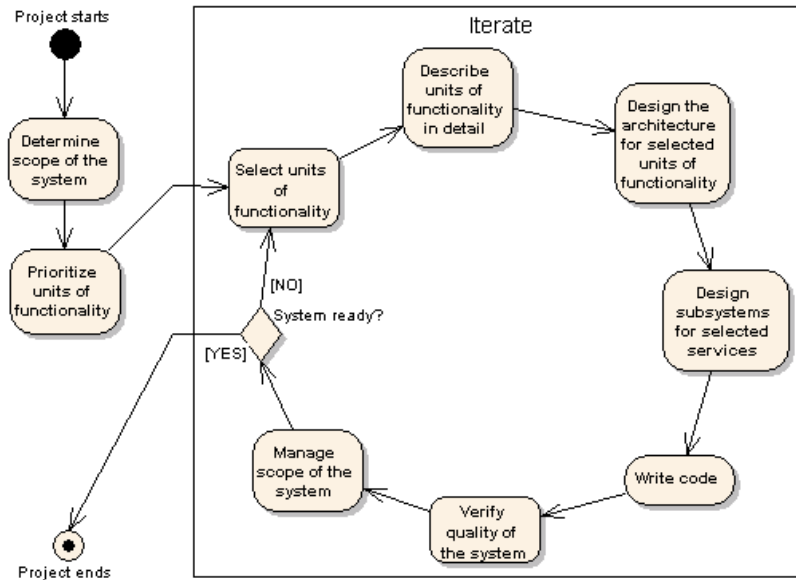 Project starts
Determine
scope of the
system
Prioritize
units of
functionality
Iterate
Select units
of
functionality
Describe
units of
functionality
in detail
Design the
architecture
for selected
units of
functionality
Design
subsystems
for selected
services
Write code
Verify
quality of
the system
Manage
scope of the
system
System ready?
[NO]
[YES]
Project ends